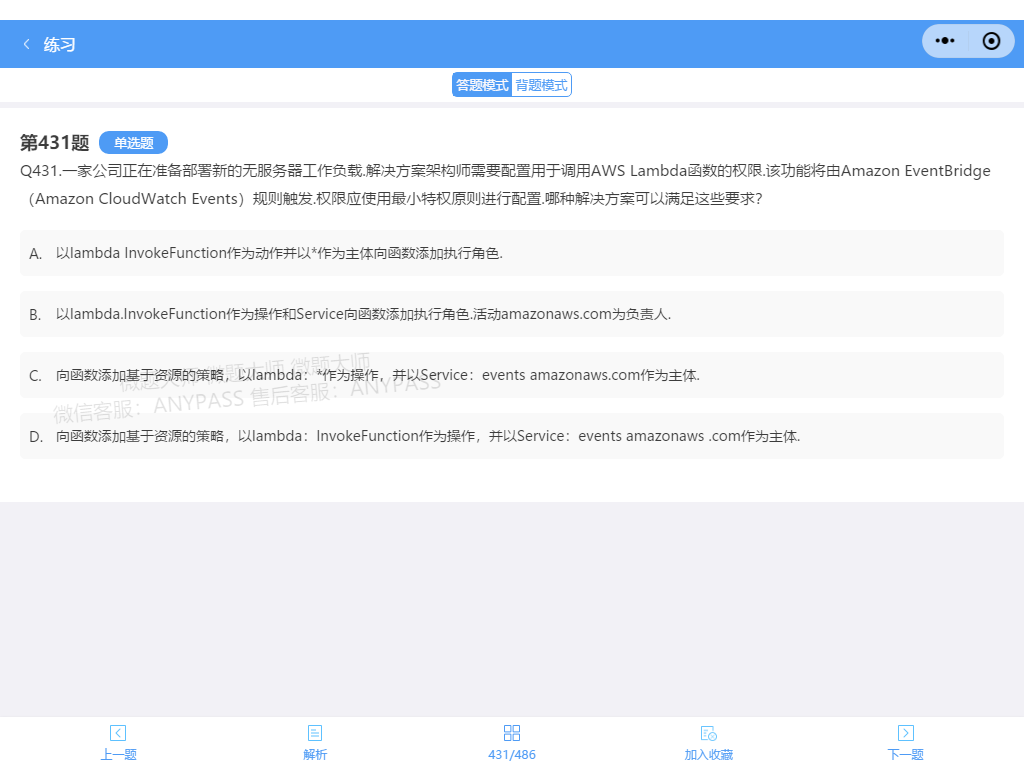 练习
答题模式 背题模式
第431题 单选题
Q431.一家公司正在准备部署新的无服务器工作负载.解决方案架构师需要配置用于调用AWS Lambda函数的权限.该功能将由Amazon EventBridge
（Amazon CloudWatch Events）规则触发.权限应使用最小特权原则进行配置.哪种解决方案可以满足这些要求?
A. 以lambda InvokeFunction作为动作并以*作为主体向函数添加执行角色.
B. 以lambda.InvokeFunction作为操作和Service向函数添加执行角色.活动amazonaws.com为负责人.
C. 向函数添加基于资源的策略，以lambda：*作为操作，并以Service：events amazonaws.com作为主体.
微题大师 微题大师 微题大师
微信客服：ANYPASS 售后客服：ANYPASS
D. 向函数添加基于资源的策略，以lambda：InvokeFunction作为操作，并以Service：events amazonaws .com作为主体.
上一题 解析 431/486 加入收藏 下一题